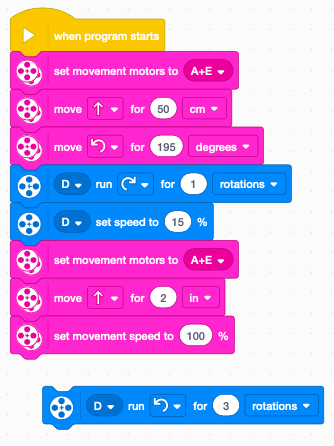 when program starts
set movement motors to A+E
move for 50 cm
move for 195 degrees
D run for 1 rotations
D set speed to 15 %
set movement motors to A+E
move for 2 in
set movement speed to 100 %
D run for 3 rotations